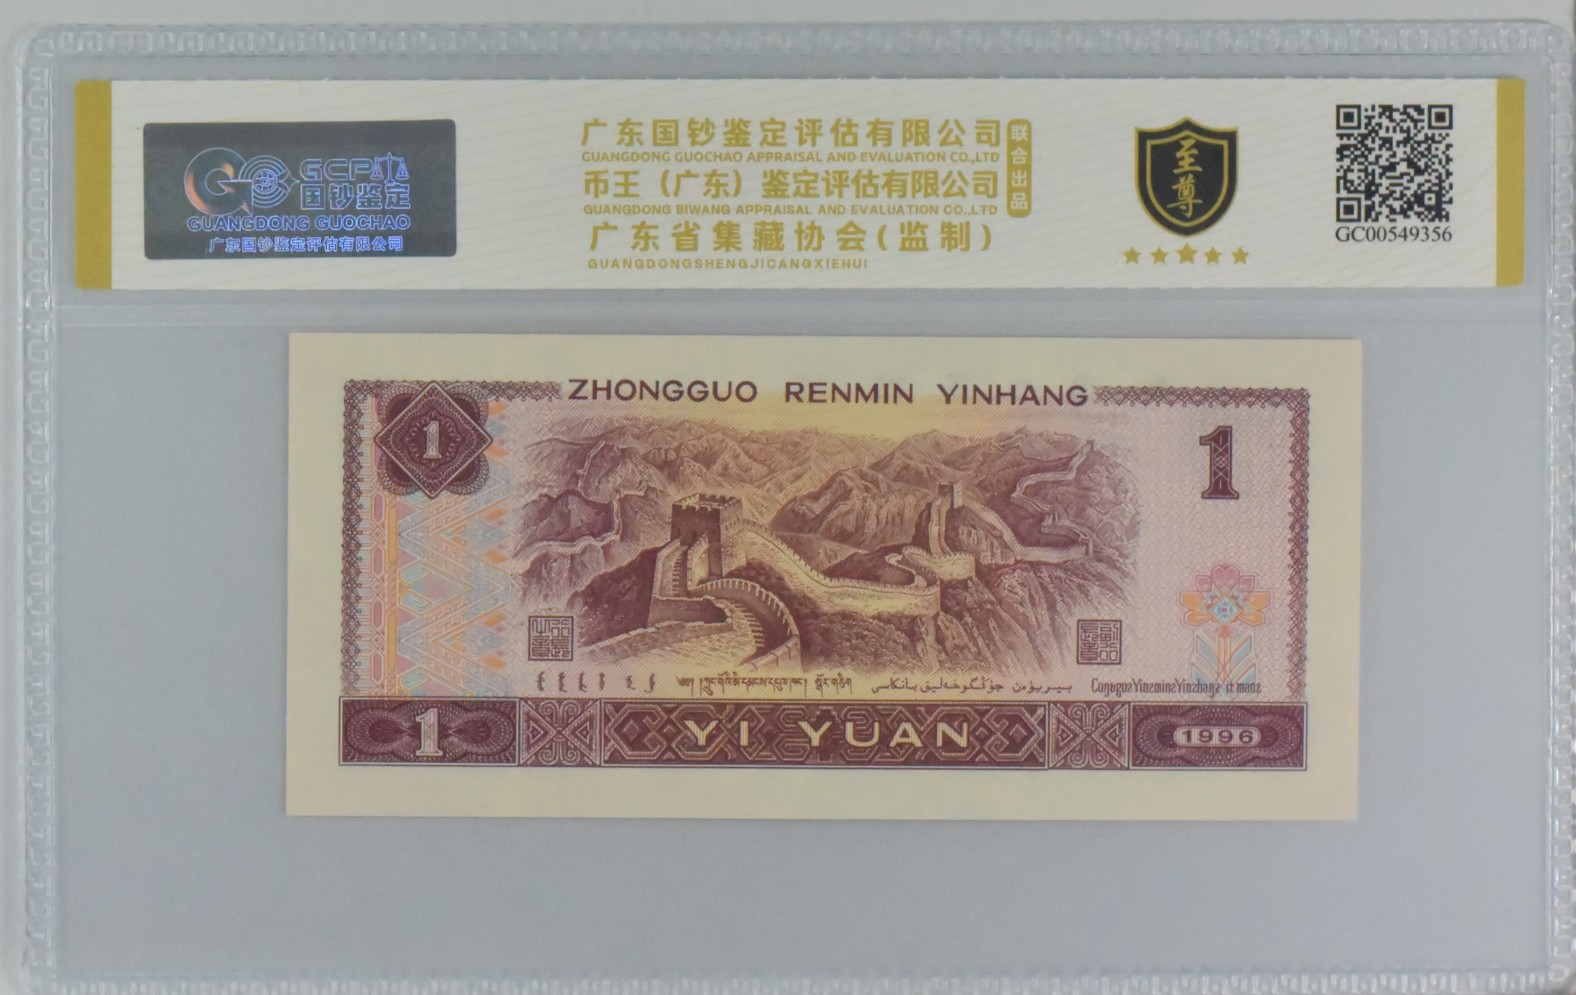 GCP
国钞鉴定
GUANGDONG GUOCHAO
广东国钞鉴定评估有限公司
广东国钞鉴定评估有限公司
GUANGDONG GUOCHAO APPRAISAL AND EVALUATION CO.,LTD
币王（广东）鉴定评估有限公司
GUANGDONG BIWANG APPRAISAL AND EVALUATION CO.,LTD
联合出品
广东省集藏协会(监制)
GUANGDONGSHENGJICANGXIEHUI
至尊
GC00549356
ZHONGGUO RENMIN YINHANG
1
1
1
YI YUAN
1996